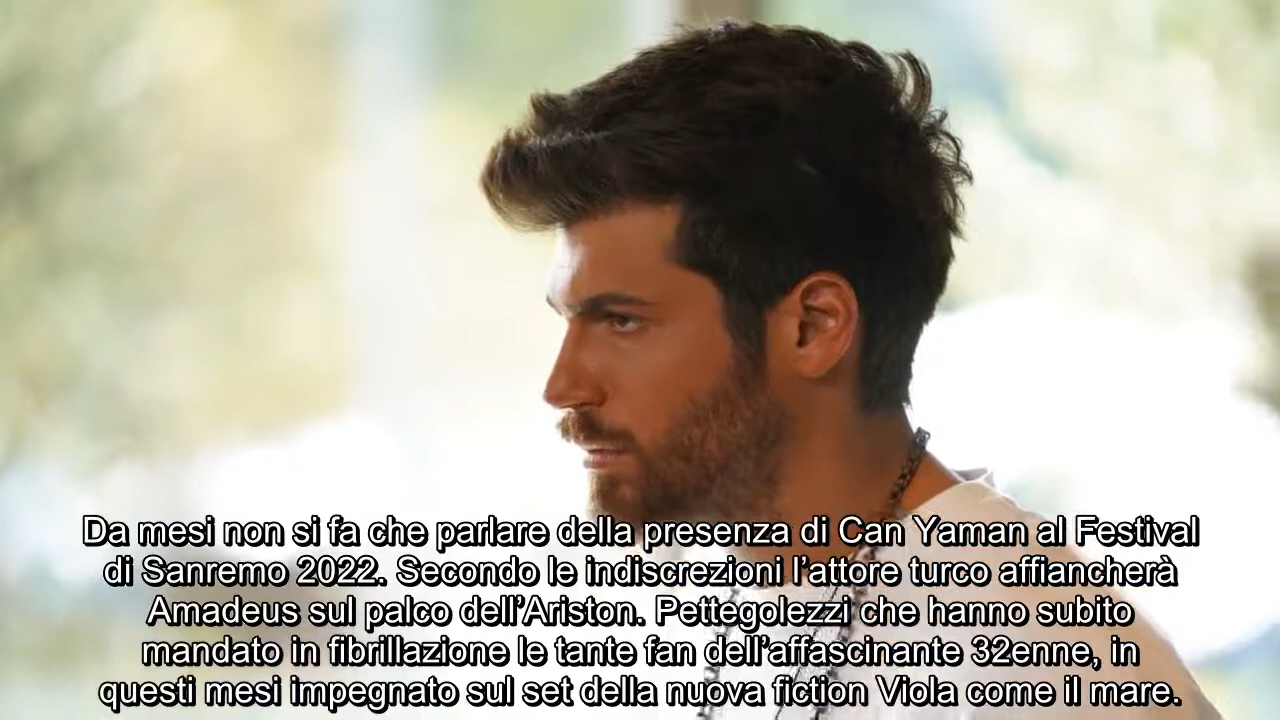 Da mesi non si fa che parlare della presenza di Can Yaman al Festival
di Sanremo 2022. Secondo le indiscrezioni l’attore turco affiancherà
Amadeus sul palco dell’Ariston. Pettegolezzi che hanno subito
mandato in fibrillazione le tante fan dell’affascinante 32enne, in
questi mesi impegnato sul set della nuova fiction Viola come il mare.